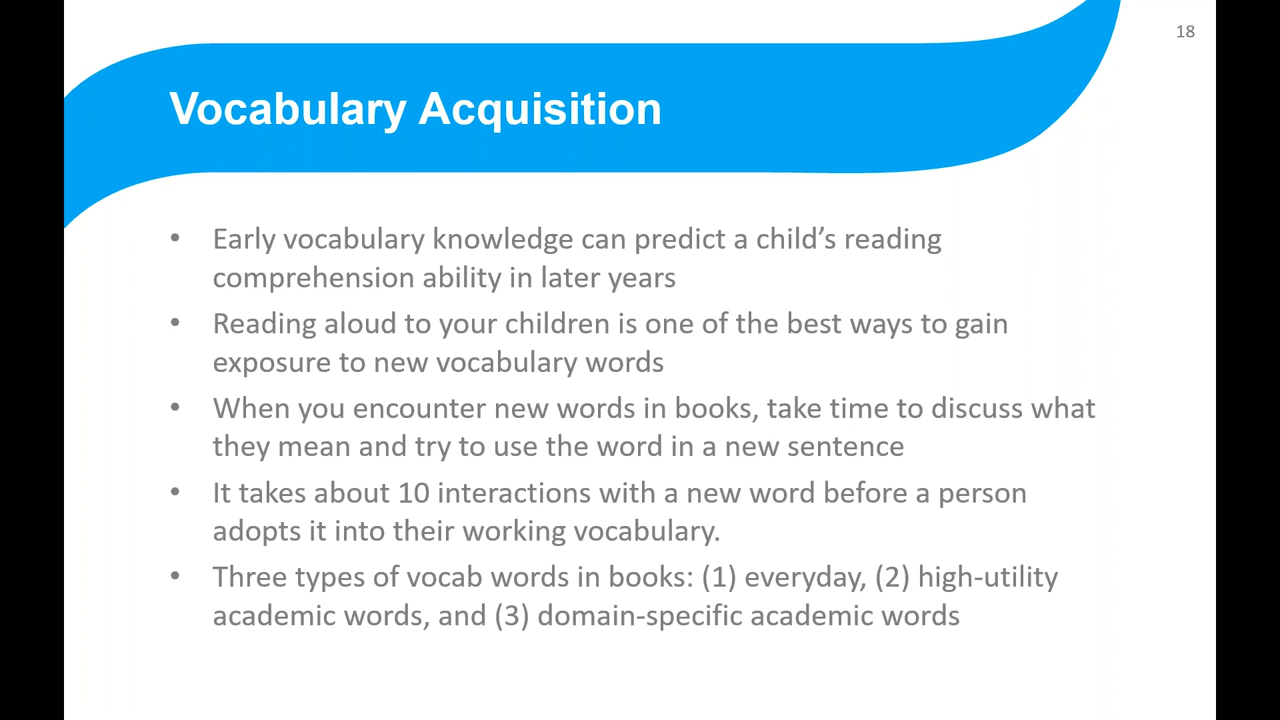 18
Vocabulary Acquisition
• Early vocabulary knowledge can predict a child’s reading
comprehension ability in later years
• Reading aloud to your children is one of the best ways to gain
exposure to new vocabulary words
• When you encounter new words in books, take time to discuss what
they mean and try to use the word in a new sentence
• It takes about 10 interactions with a new word before a person
adopts it into their working vocabulary.
• Three types of vocab words in books: (1) everyday, (2) high-utility
academic words, and (3) domain-specific academic words